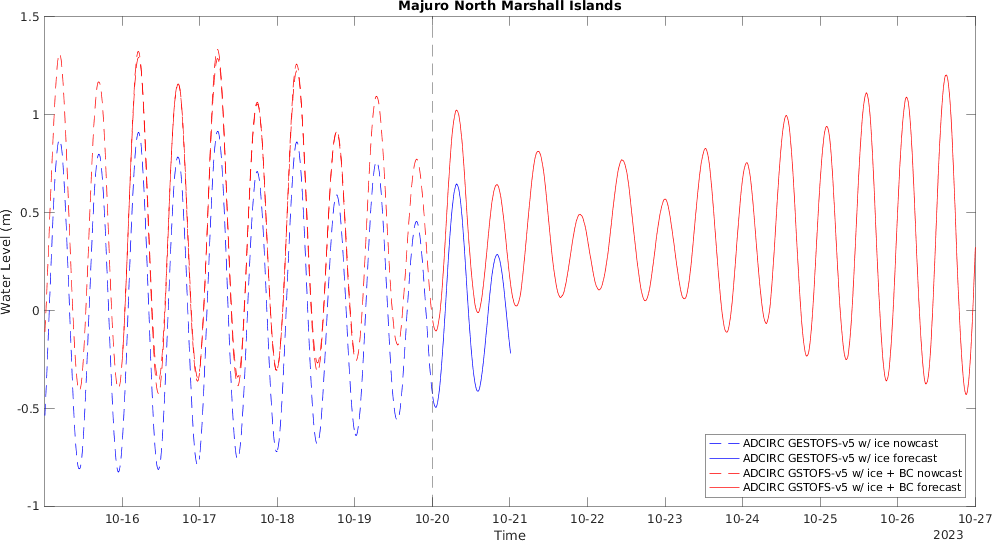 Majuro North Marshall Islands
1.5
1
0.5
0
-0.5
-1
Water Level (m)
10-16 10-17 10-18 10-19 10-20 10-21 10-22 10-23 10-24 10-25 10-26 10-27
Time
2023
ADCIRC GESTOFS-v5 w/ ice nowcast
ADCIRC GESTOFS-v5 w/ ice forecast
ADCIRC GSTOFS-v5 w/ ice + BC nowcast
ADCIRC GSTOFS-v5 w/ ice + BC forecast